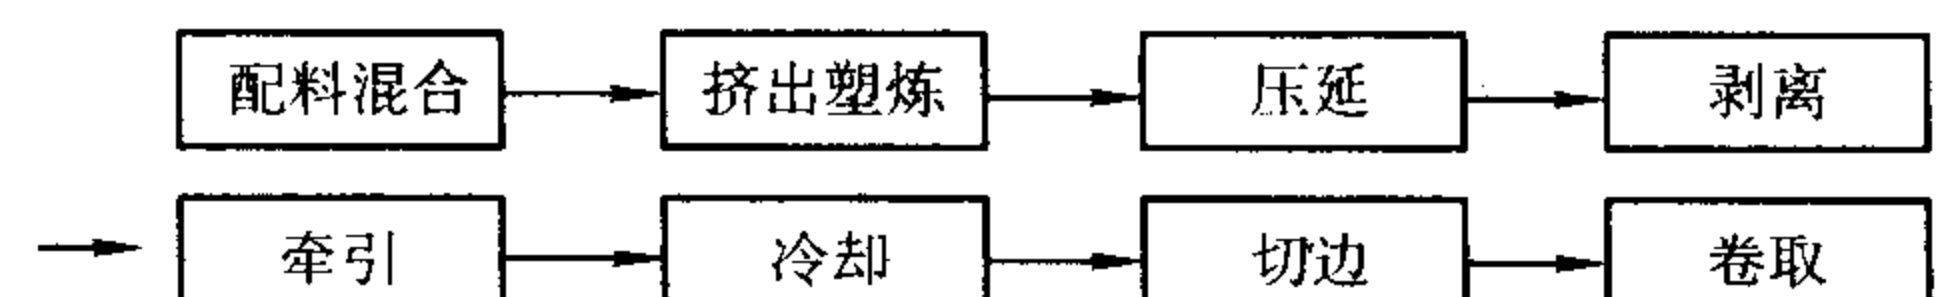 配料混合 挤出塑炼 压延 剥离
牵引 冷却 切边 卷取